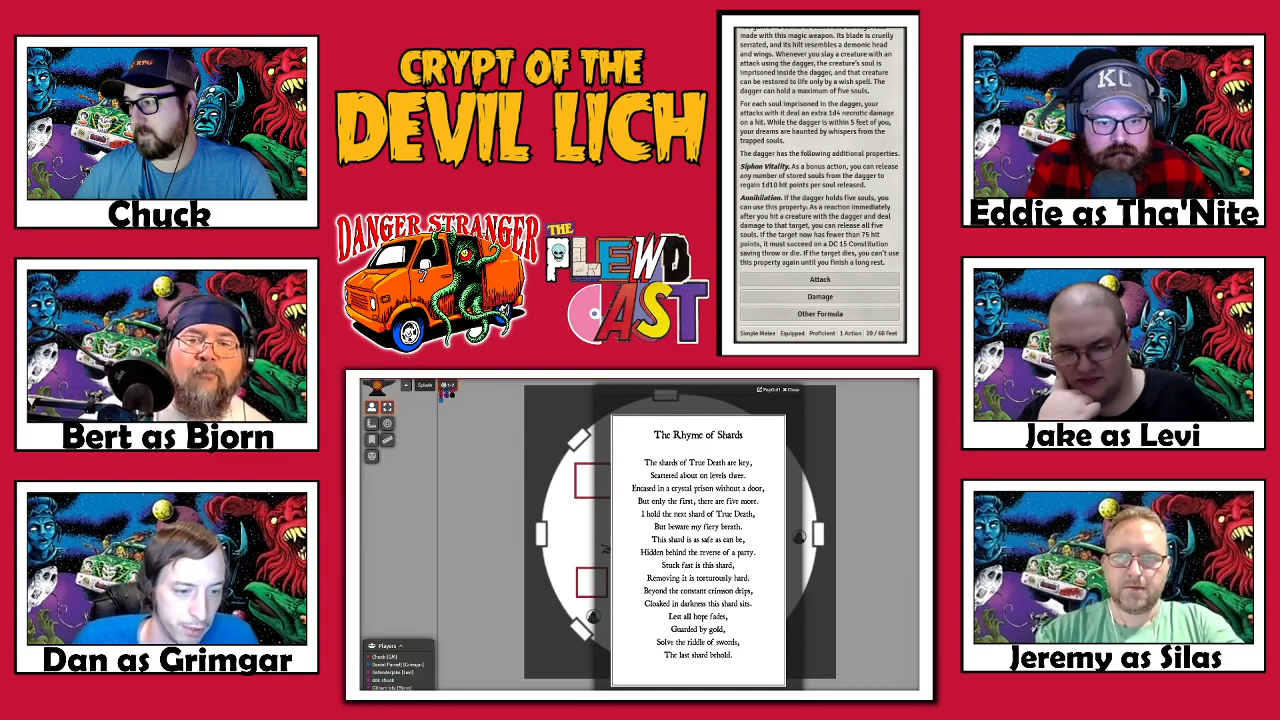 RPG
Chuck
CRYPT OF THE
DEVIL LICH
DANGER STRANGER
THE
PLEWD
CAST
made with this magic weapon. Its blade is cruelly
serrated, and its hilt resembles a demonic head
and wings. Whenever you slay a creature with an
attack using the dagger, the creature's soul is
imprisoned inside the dagger, and that creature
can be restored to life only by a wish spell. The
dagger can hold a maximum of five souls.
For each soul imprisoned in the dagger, your
attacks with it deal an extra 1d4 necrotic damage
on a hit. While the dagger is within 5 feet of you,
your dreams are haunted by whispers from the
trapped souls.
The dagger has the following additional properties.
Siphon Vitality. As a bonus action, you can release
any number of stored souls from the dagger to
regain 1d10 hit points per soul released.
Annihilation. If the dagger holds five souls, you
can use this property: As a reaction immediately
after you hit a creature with the dagger and deal
damage to that target, you can release all five
souls. If the target now has fewer than 75 hit
points, it must succeed on a DC 15 Constitution
saving throw or die. If the target dies, you can't use
this property again until you finish a long rest.
Attack
Damage
Other Formula
Simple Melee Equipped Proficient 1 Action 20 / 60 Feet
KC
Eddie as Tha'Nite
Bert as Bjorn
Jake as Levi
Dan as Grimgar
Jeremy as Silas
Splash
PopOut! Close
The Rhyme of Shards
The shards of True Death are key,
Scattered about on levels three.
Encased in a crystal prison without a door,
But only the first, there are five more.
I hold the next shard of True Death,
But beware my fiery breath.
This shard is as safe as can be,
Hidden behind the reverse of a party.
Stuck fast is this shard,
Removing it is torturously hard.
Beyond the constant crimson drips,
Cloaked in darkness this shard sits.
Lest all hope fades,
Guarded by gold,
Solve the riddle of swords,
The last shard behold.
Players
Chuck [GM]